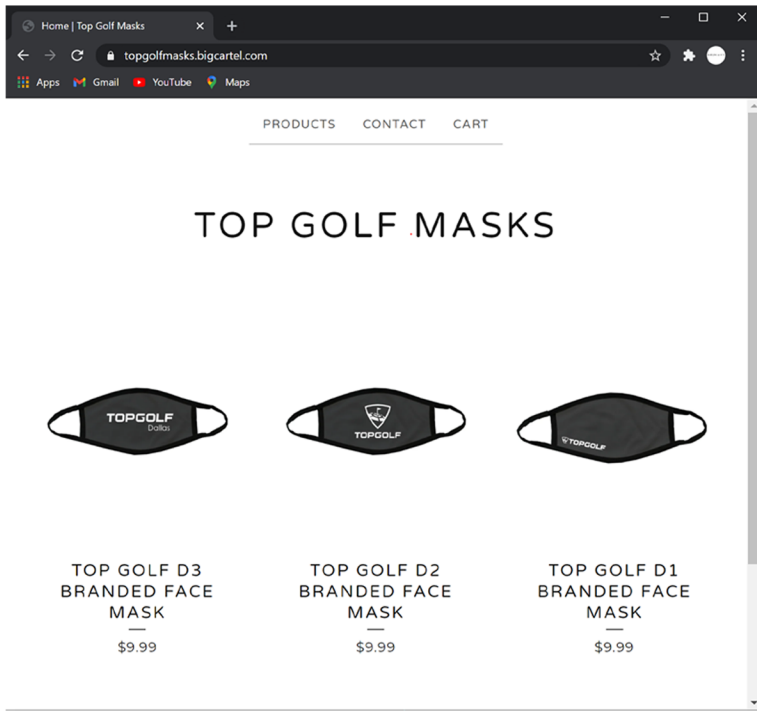 Home | Top Golf Masks
topgolfmasks.bigcartel.com
Apps Gmail YouTube Maps
PRODUCTS CONTACT CART
TOP GOLF MASKS
TOPGOLF
Dallas
TOPGOLF
TOPGOLF
TOP GOLF D3
BRANDED FACE
MASK
$9.99
TOP GOLF D2
BRANDED FACE
MASK
$9.99
TOP GOLF D1
BRANDED FACE
MASK
$9.99